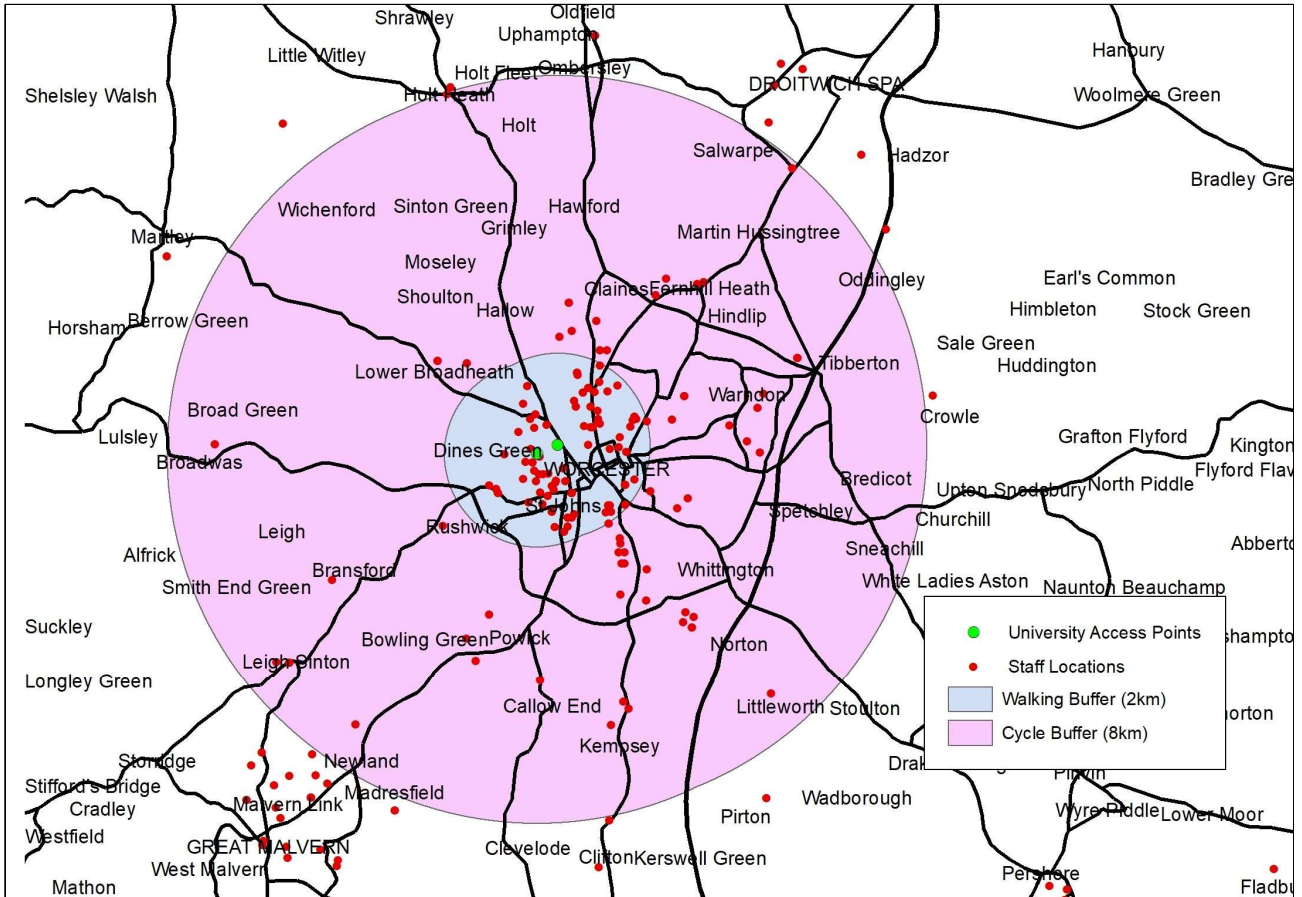 Shrawley
Oldfield
Uphampton
Little Witley
Hanbury
Holt Fleet
Ombersley
Shelsley Walsh
Holt Heath
DROITWICH SPA
Woolmere Green
Holt
Salwarpe
Hadzor
Bradley Gre
Wichenford
Sinton Green
Hawford
Grimley
Martley
Martin Hussingtree
Moseley
Oddingley
Earl's Common
Shoulton
Claines
Fernhill Heath
Hallow
Himbleton
Stock Green
Horsham
Berrow Green
Hindlip
Sale Green
Tibberton
Huddington
Lower Broadheath
Warndon
Broad Green
Crowle
Lulsley
Grafton Flyford
Kington
Dines Green
Broadwas
WORCESTER
Flyford Flav
Bredicot
Upton Snodsbury
North Piddle
St Johns
Spetchley
Churchill
Rushwick
Leigh
Abberto
Alfrick
Sneachill
Bransford
Whittington
White Ladies Aston
Naunton Beauchamp
Smith End Green
Suckley
University Access Points
shampto
Bowling Green
Powick
Norton
Leigh Sinton
Staff Locations
Longley Green
Walking Buffer (2km)
Callow End
Littleworth
Stoulton
norton
Cycle Buffer (8km)
Kempsey
Storridge
Newland
Drak
Pinvin
Stifford's Bridge
Madresfield
Wadborough
Cradley
Malvern Link
Pirton
Wyre Piddle
Lower Moor
Westfield
GREAT MALVERN
Clevelode
Clifton
Kerswell Green
West Malvern
Pershore
Mathon
Fladbu